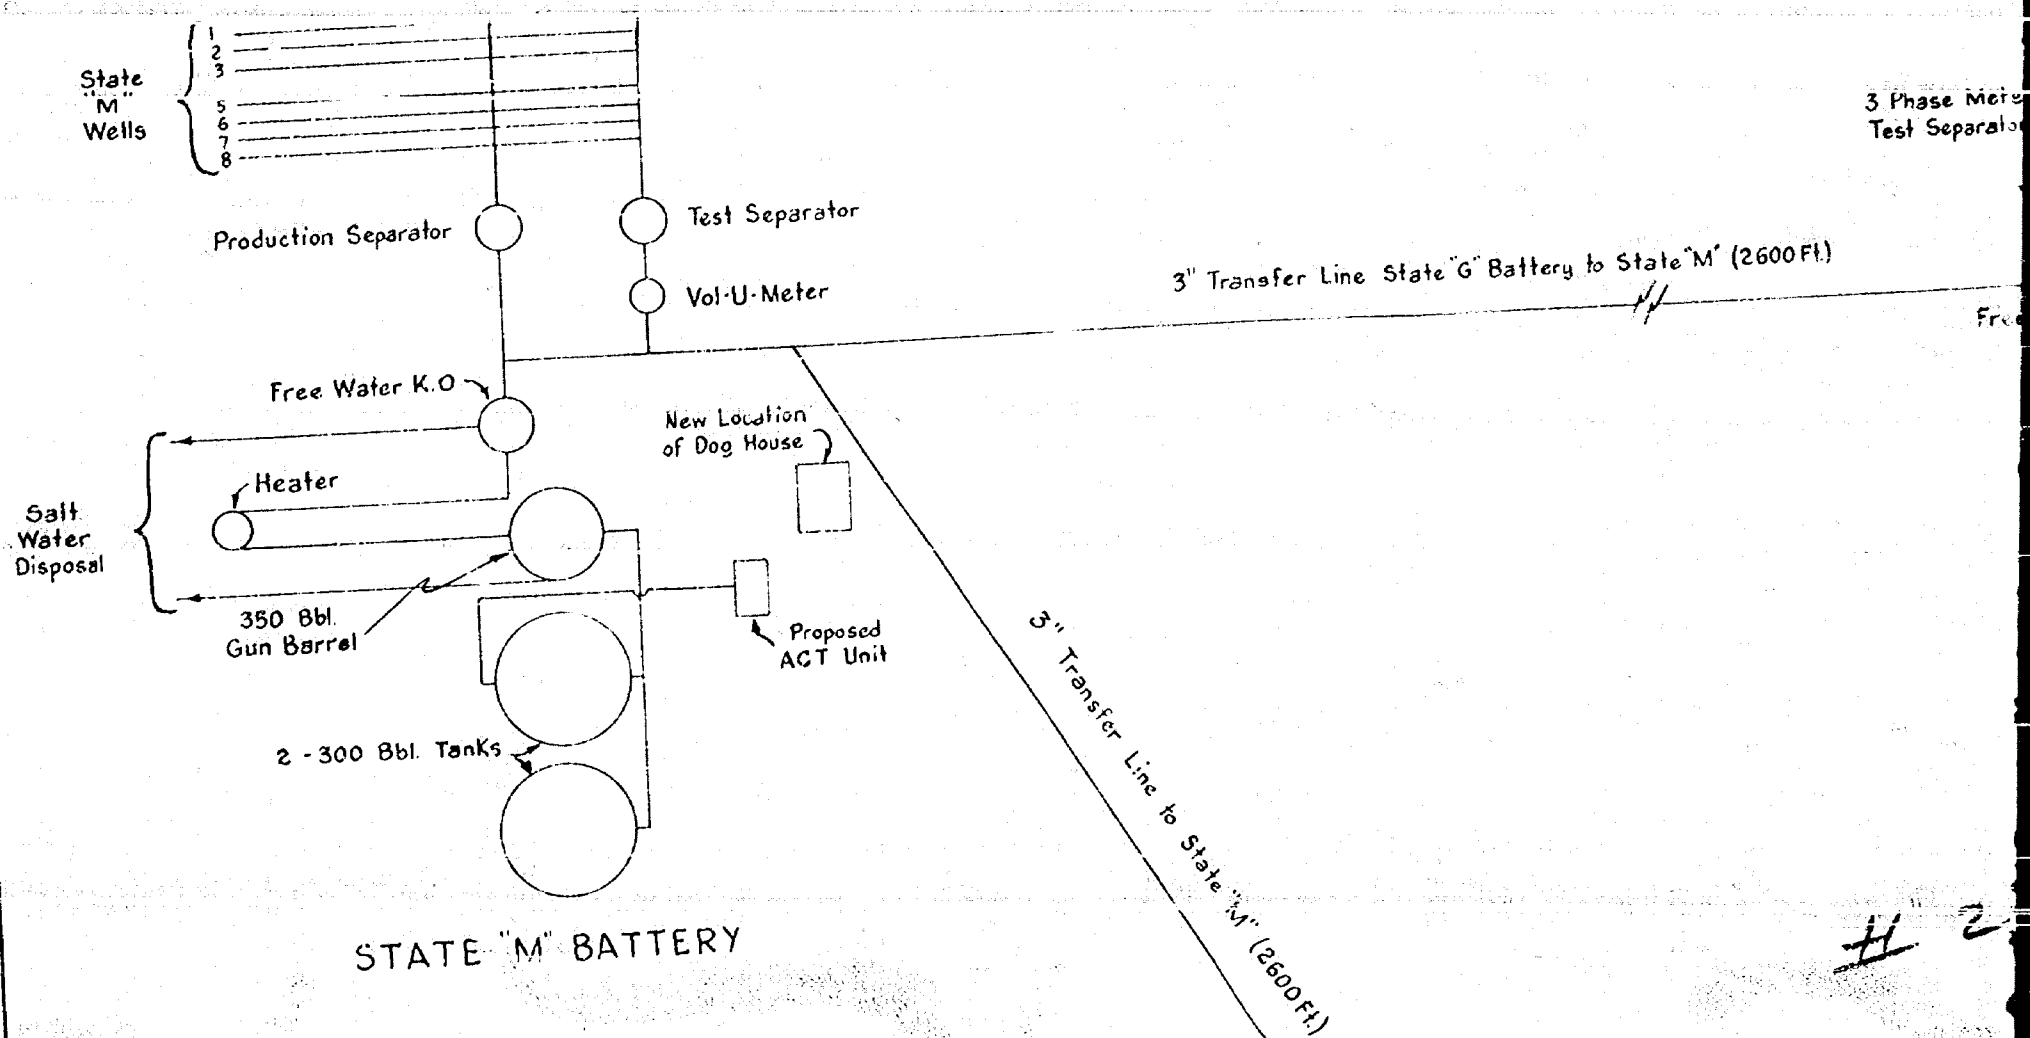 1
2
3
5
6
7
8
State
"M"
Wells
3 Phase
Test
Production Separator
Test Separator
Vol-U-Meter
3" Transfer Line State "G" Battery to State "M" (2600 Ft.)
Free Water K.O
New Location
of Dog House
Heater
Salt
Water
Disposal
350 Bbl.
Gun Barrel
Proposed
ACT Unit
2 - 300 Bbl. Tanks
3" Transfer Line to State "M" (2600 Ft.)
STATE "M" BATTERY
# 2